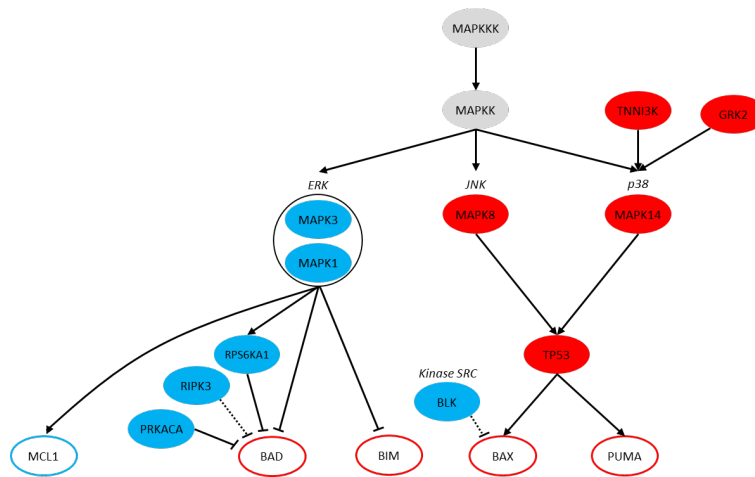 MAPKKK
MAPKK
TNNI3K
GRK2
ERK
JNK
p38
MAPK3
MAPK8
MAPK14
MAPK1
RPS6KA1
TP53
Kinase SRC
RIPK3
BLK
PRKACA
MCL1
BAD
BIM
BAX
PUMA